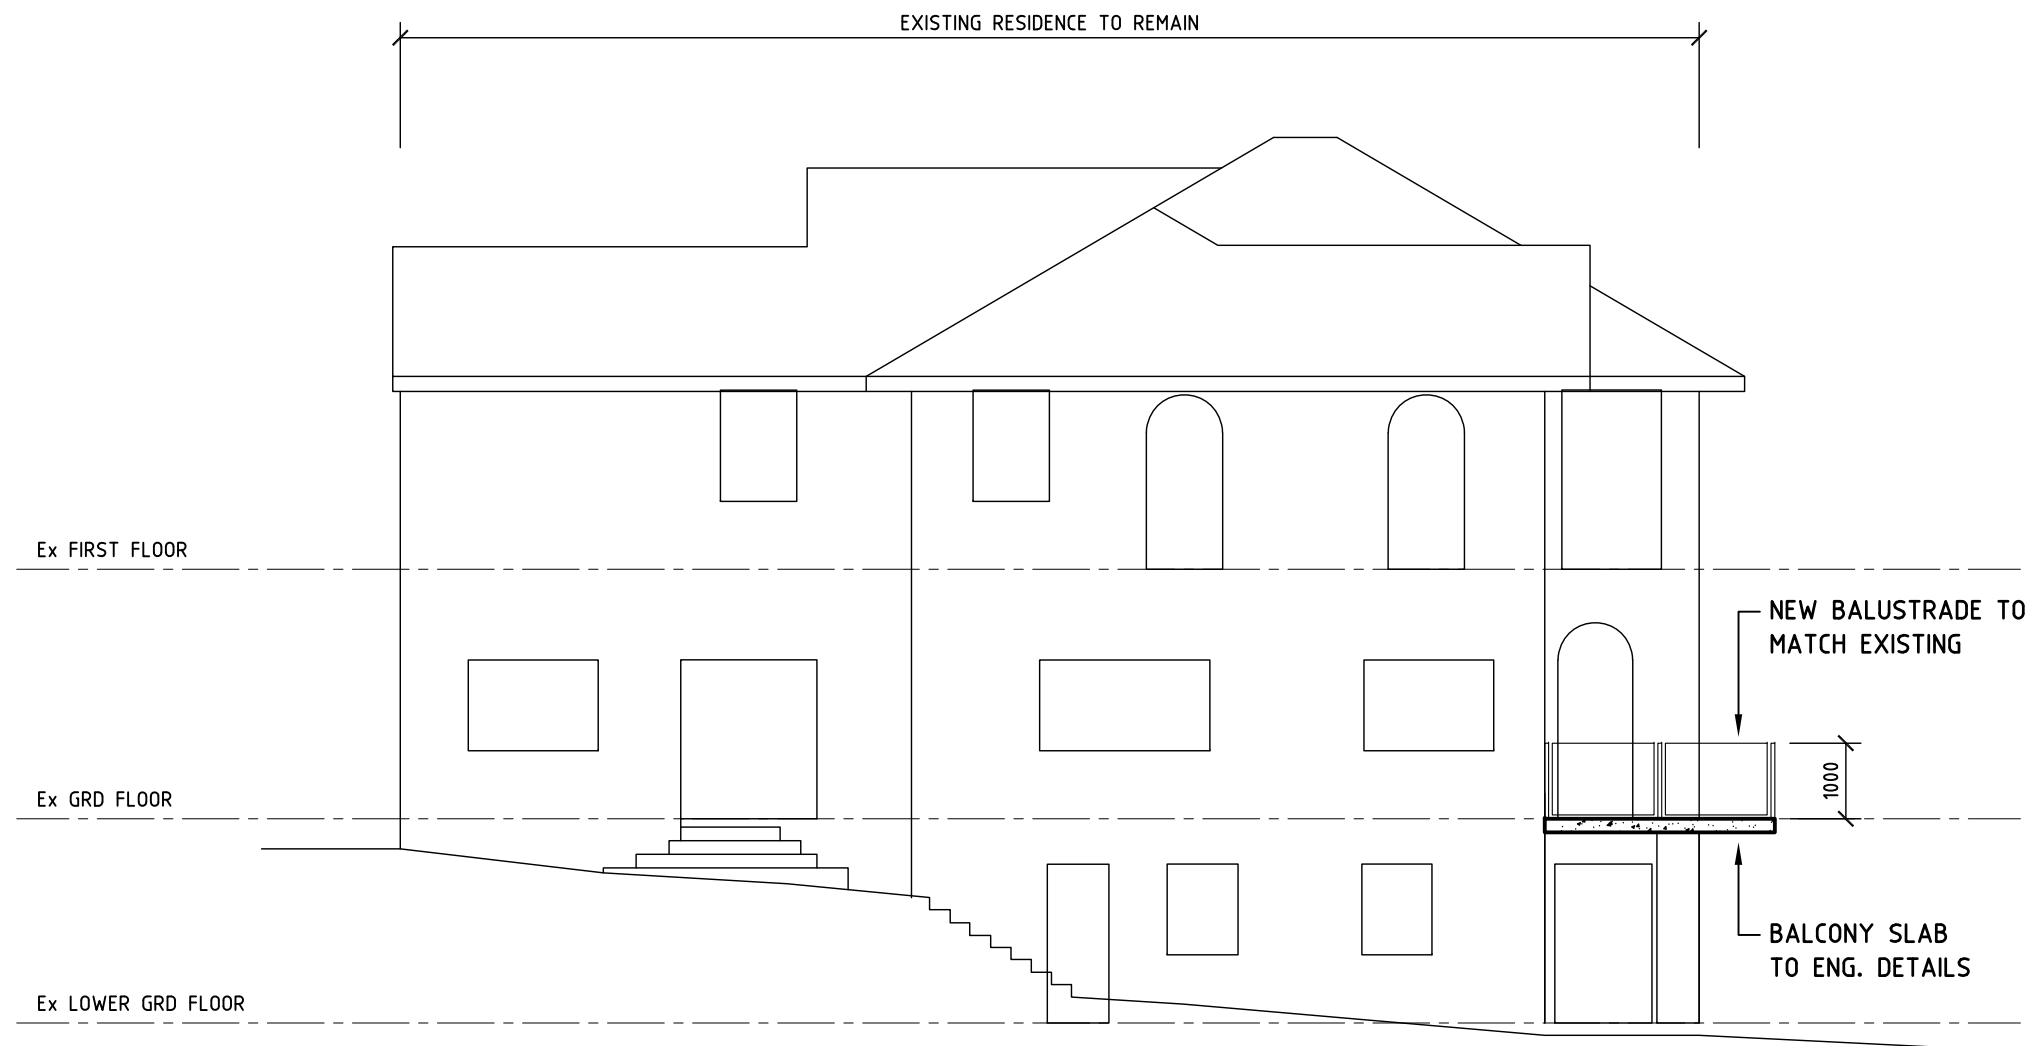 EXISTING RESIDENCE TO REMAIN
Ex FIRST FLOOR
NEW BALUSTRADE TO
MATCH EXISTING
1000
Ex GRD FLOOR
BALCONY SLAB
TO ENG. DETAILS
Ex LOWER GRD FLOOR